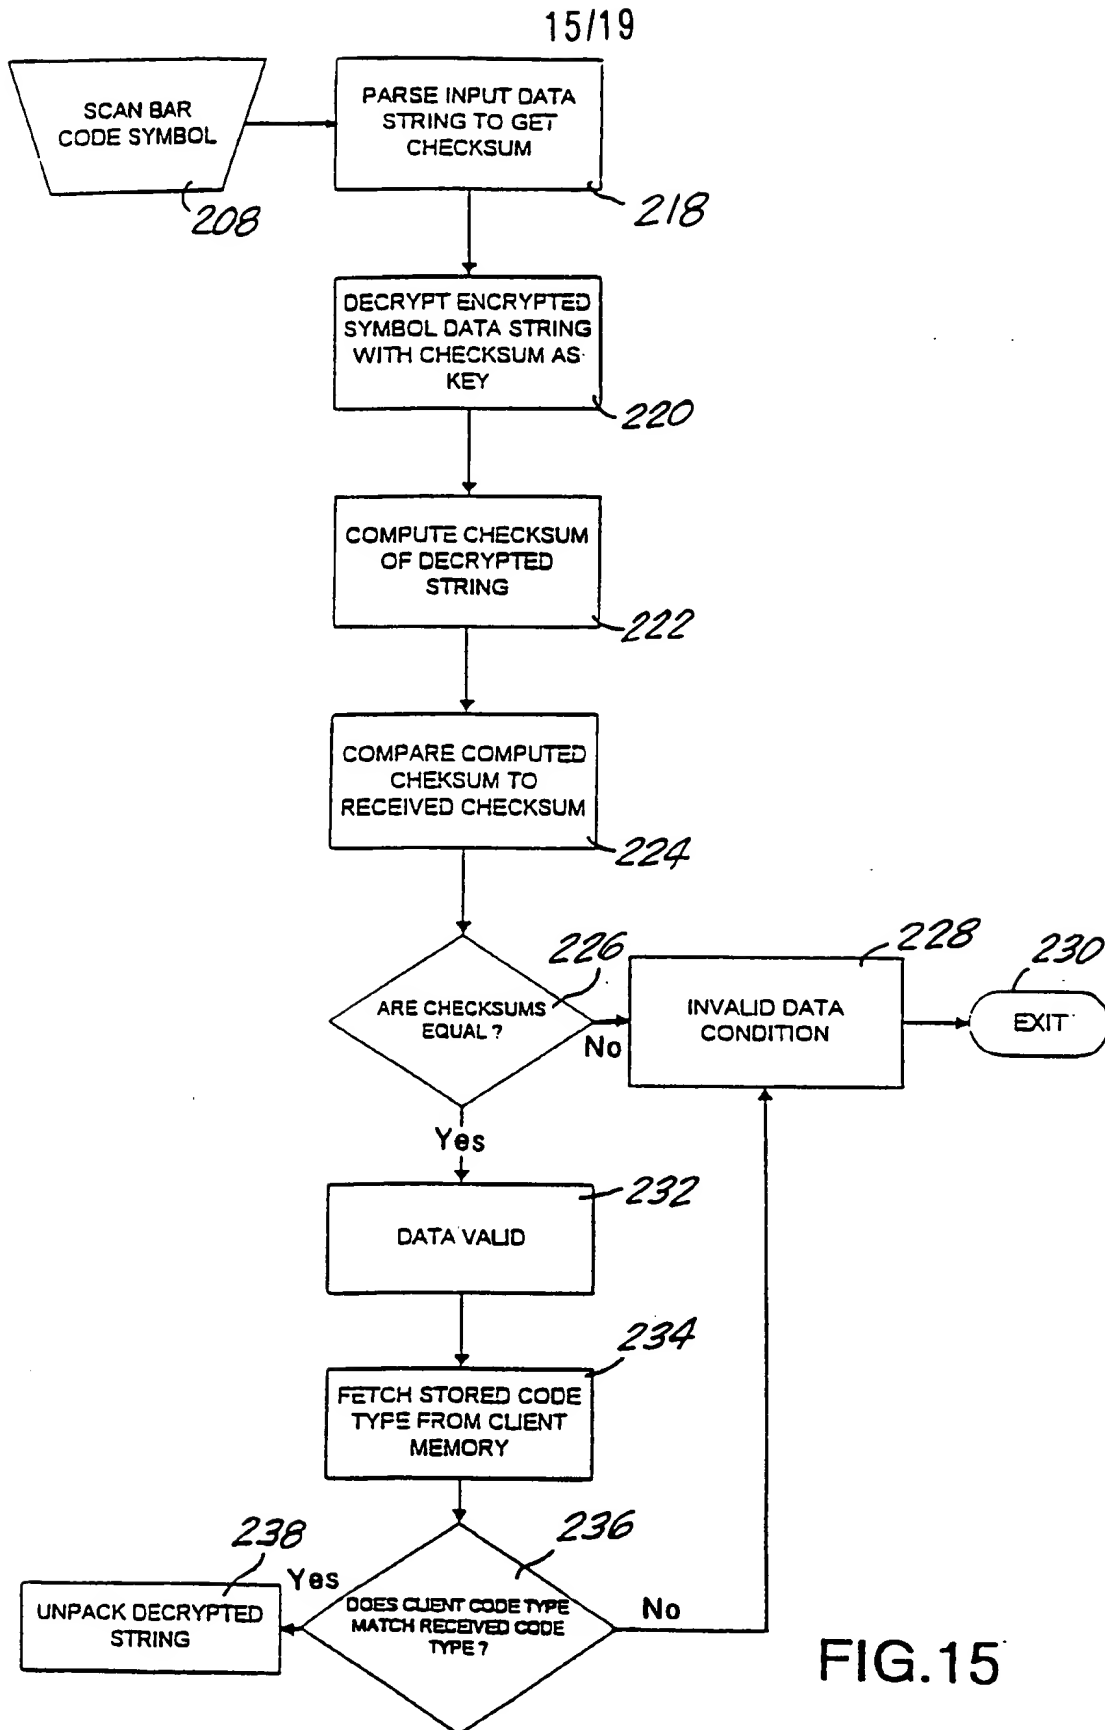 15/19
SCAN BAR
CODE SYMBOL
208
PARSE INPUT DATA
STRING TO GET
CHECKSUM
218
DECRYPT ENCRYPTED
SYMBOL DATA STRING
WITH CHECKSUM AS
KEY
220
COMPUTE CHECKSUM
OF DECRYPTED
STRING
222
COMPARE COMPUTED
CHEKSUM TO
RECEIVED CHECKSUM
224
ARE CHECKSUMS
EQUAL?
226
No
INVALID DATA
CONDITION
228
EXIT
230
Yes
DATA VALID
232
FETCH STORED CODE
TYPE FROM CLIENT
MEMORY
234
DOES CLIENT CODE TYPE
MATCH RECEIVED CODE
TYPE?
236
Yes
No
UNPACK DECRYPTED
STRING
238
FIG.15